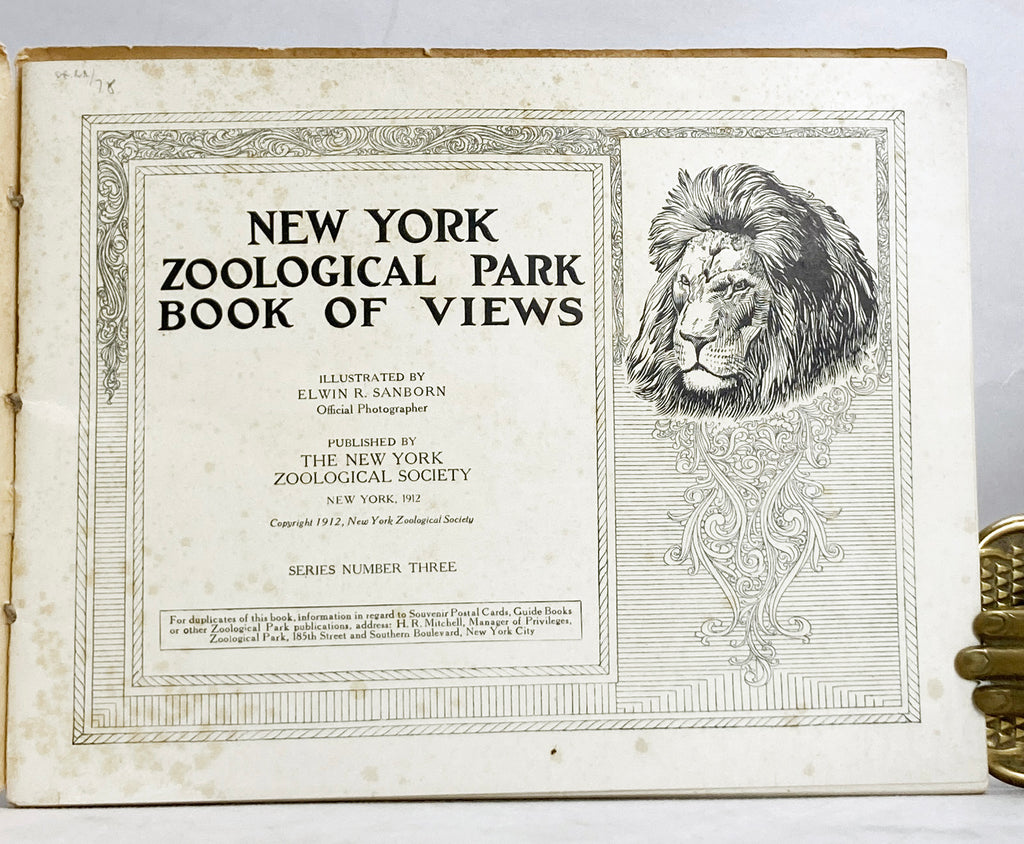 NEW YORK
ZOOLOGICAL PARK
BOOK OF VIEWS
ILLUSTRATED BY
ELWIN R. SANBORN
Official Photographer
PUBLISHED BY
THE NEW YORK
ZOOLOGICAL SOCIETY
NEW YORK, 1912
Copyright 1912, New York Zoological Society
SERIES NUMBER THREE
For duplicates of this book, information in regard to Souvenir Postal Cards, Guide Books
or other Zoological Park publications, address: H. R. Mitchell, Manager of Privileges,
Zoological Park, 185th Street and Southern Boulevard, New York City